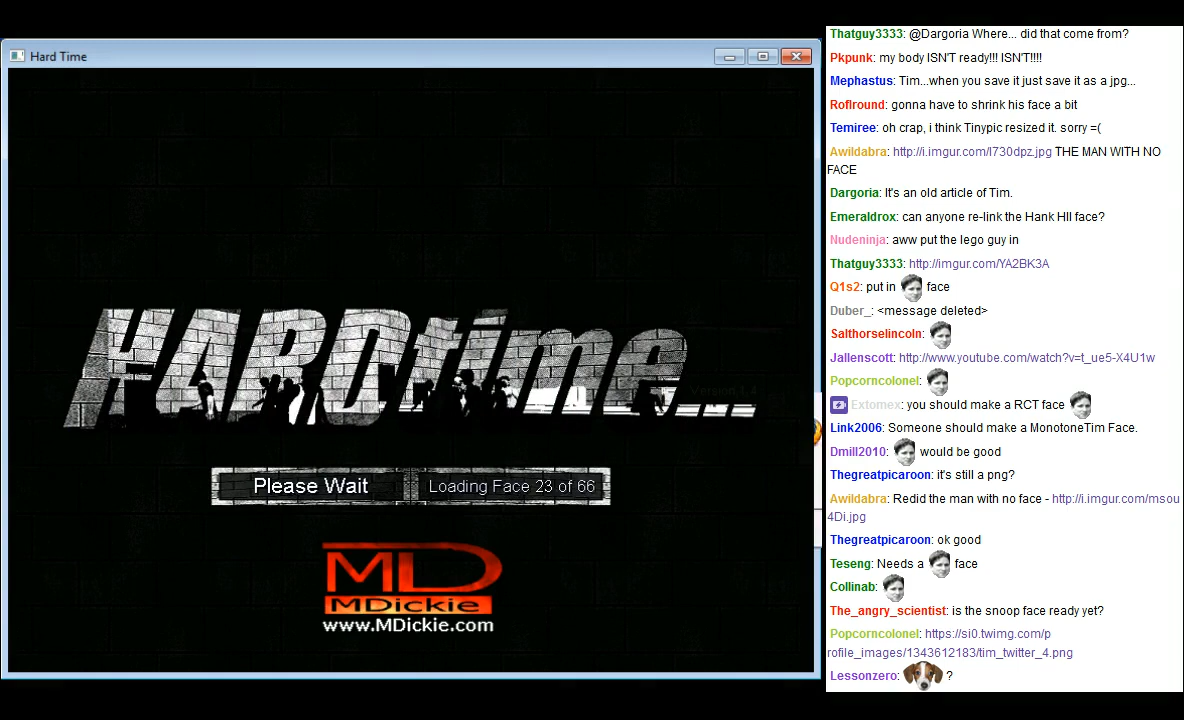 Hard Time
HARDtime...
Please Wait
Loading Face 23 of 66
MD
MDickie
www.MDickie.com
Thatguy3333: @Dargoria Where... did that come from?
Pkpunk: my body ISN'T ready!!! ISN'T!!!!
Mephastus: Tim...when you save it just save it as a jpg...
Roflround: gonna have to shrink his face a bit
Temiree: oh crap, i think Tinypic resized it. sorry =(
Awildabra: http://i.imgur.com/I730dpz.jpg THE MAN WITH NO
FACE
Dargoria: It's an old article of Tim.
Emeraldrox: can anyone re-link the Hank HIl face?
Nudeninja: aww put the lego guy in
Thatguy3333: http://imgur.com/YA2BK3A
Q1s2: put in face
Duber_: <message deleted>
Salthorselincoln:
Jallenscott: http://www.youtube.com/watch?v=t_ue5-X4U1w
Popcorncolonel:
Extomex: you should make a RCT face
Link2006: Someone should make a MonotoneTim Face.
Dmill2010: would be good
Thegreatpicaroon: it's still a png?
Awildabra: Redid the man with no face - http://i.imgur.com/msou
4Di.jpg
Thegreatpicaroon: ok good
Teseng: Needs a face
Collinab:
The_angry_scientist: is the snoop face ready yet?
Popcorncolonel: https://si0.twimg.com/p
rofile_images/1343612183/tim_twitter_4.png
Lessonzero: ?